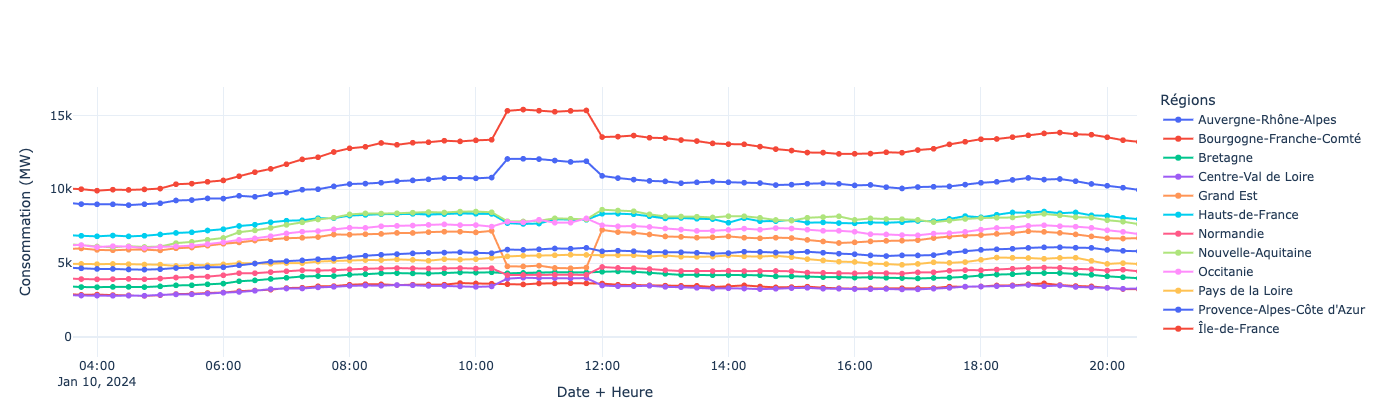 Consommation (MW)
15k
10k
5k
0
04:00
Jan 10, 2024
06:00
08:00
10:00
12:00
14:00
16:00
18:00
20:00
Date + Heure
Régions
Auvergne-Rhône-Alpes
Bourgogne-Franche-Comté
Bretagne
Centre-Val de Loire
Grand Est
Hauts-de-France
Normandie
Nouvelle-Aquitaine
Occitanie
Pays de la Loire
Provence-Alpes-Côte d'Azur
Île-de-France